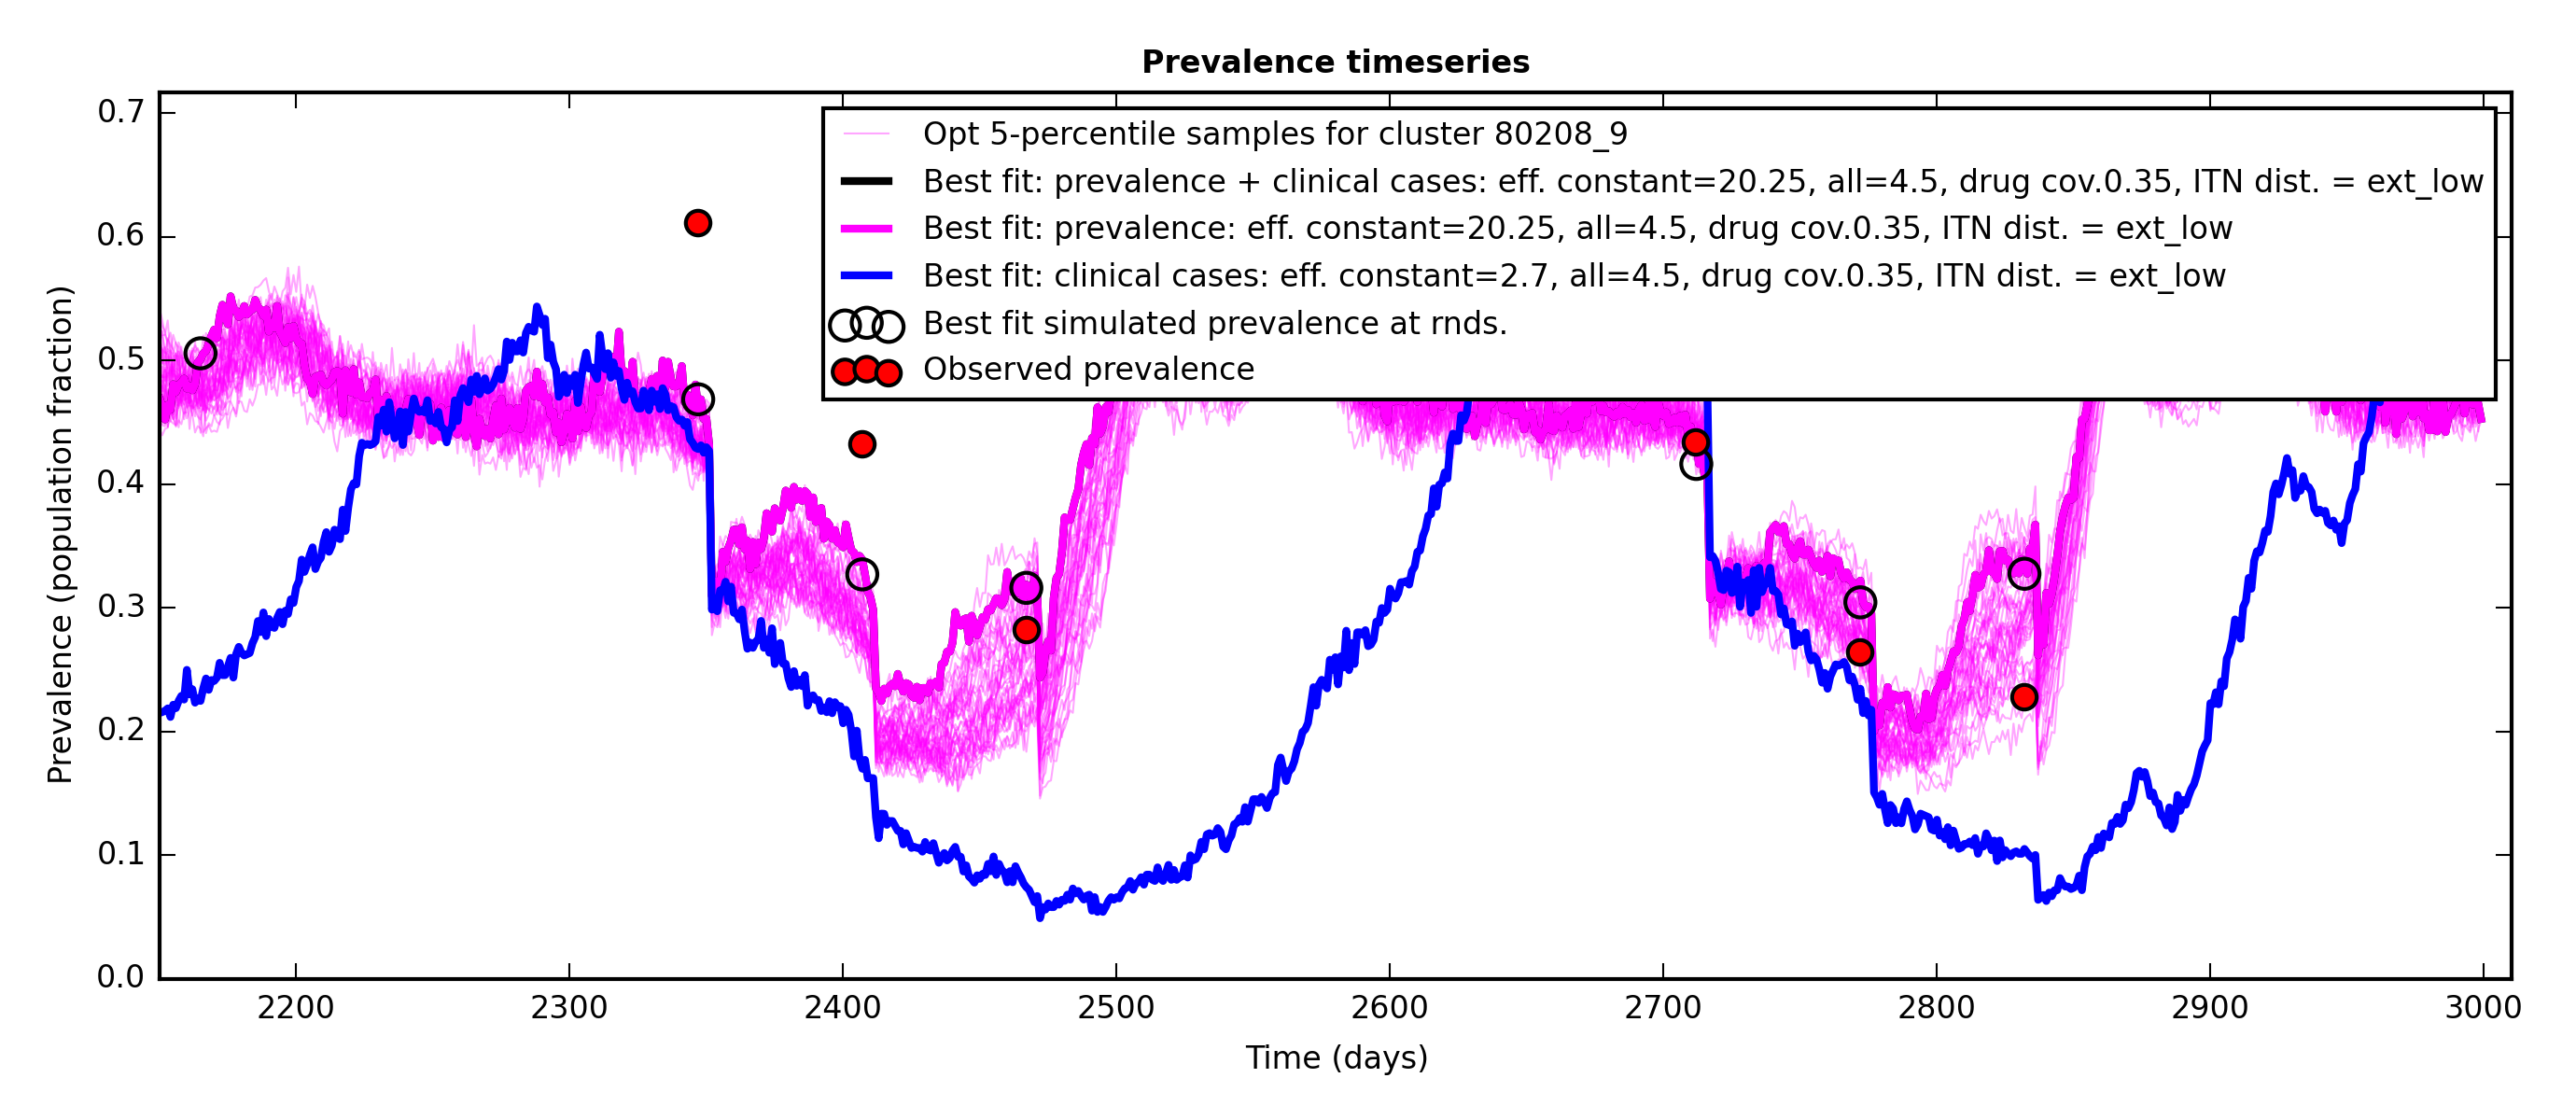 Prevalence timeseries
Opt 5-percentile samples for cluster 80208_9
Best fit: prevalence + clinical cases: eff. constant=20.25, all=4.5, drug cov.0.35, ITN dist. = ext_low
Best fit: prevalence: eff. constant=20.25, all=4.5, drug cov.0.35, ITN dist. = ext_low
Best fit: clinical cases: eff. constant=2.7, all=4.5, drug cov.0.35, ITN dist. = ext_low
Best fit simulated prevalence at rnds.
Observed prevalence
Prevalence (population fraction)
0.7
0.6
0.5
0.4
0.3
0.2
0.1
0.0
2200 2300 2400 2500 2600 2700 2800 2900 3000
Time (days)